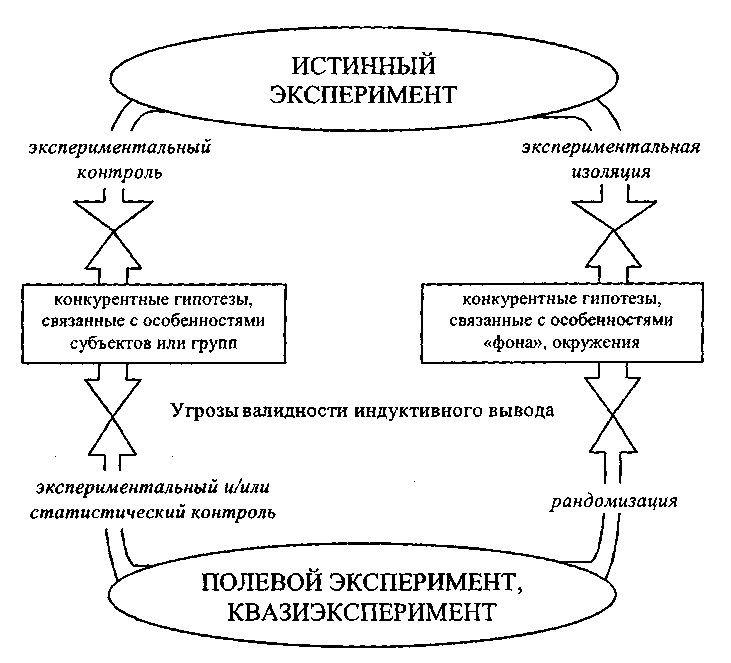 ИСТИННЫЙ
ЭКСПЕРИМЕНТ
экспериментальный
контроль
экспериментальная
изоляция
конкурентные гипотезы,
связанные с особенностями
субъектов или групп
конкурентные гипотезы,
связанные с особенностями
«фона», окружения
Угрозы валидности индуктивного вывода
экспериментальный и/или
статистический контроль
рандомизация
ПОЛЕВОЙ ЭКСПЕРИМЕНТ,
КВАЗИЭКСПЕРИМЕНТ